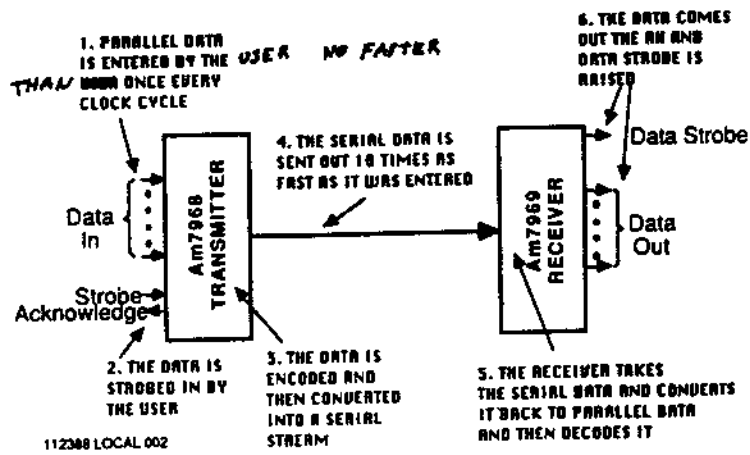 1. PARALLEL DATA
IS ENTERED BY THE USER NO FASTER
THAN ONCE EVERY
CLOCK CYCLE
6. THE DATA COMES
OUT THE AND
DATA STROBE IS
RAISED
4. THE SERIAL DATA IS
SENT OUT 10 TIMES AS
FAST AS IT WAS ENTERED
Data Strobe
Data
In
Am7968
TRANSMITTER
Am7969
RECEIVER
Data
Out
Strobe
Acknowledge
2. THE DATA IS
STROBED IN BY
THE USER
3. THE DATA IS
ENCODED AND
THEN CONVERTED
INTO A SERIAL
STREAM
5. THE RECEIVER TAKES
THE SERIAL DATA AND CONVERTS
IT BACK TO PARALLEL DATA
AND THEN DECODES IT
112388 LOCAL 002